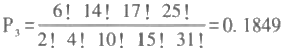 P₃ = 6! 14! 17! 25! / 2! 4! 10! 15! 31! = 0.1849